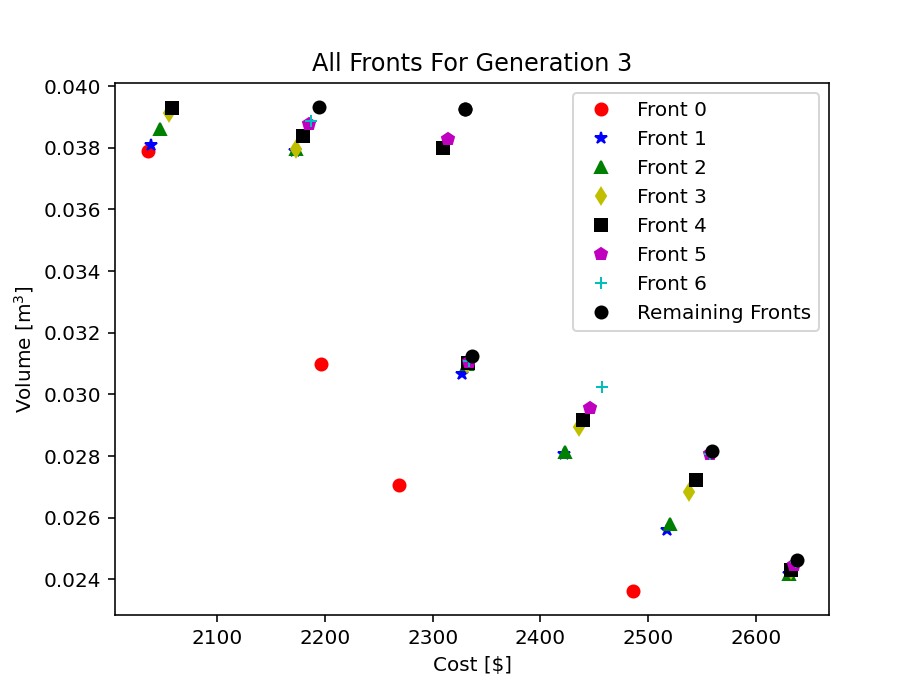 All Fronts For Generation 3
0.040
0.038
0.036
0.034
0.032
0.030
0.028
0.026
0.024
Volume [m³]
Front 0
Front 1
Front 2
Front 3
Front 4
Front 5
Front 6
Remaining Fronts
2100 2200 2300 2400 2500 2600
Cost [$]